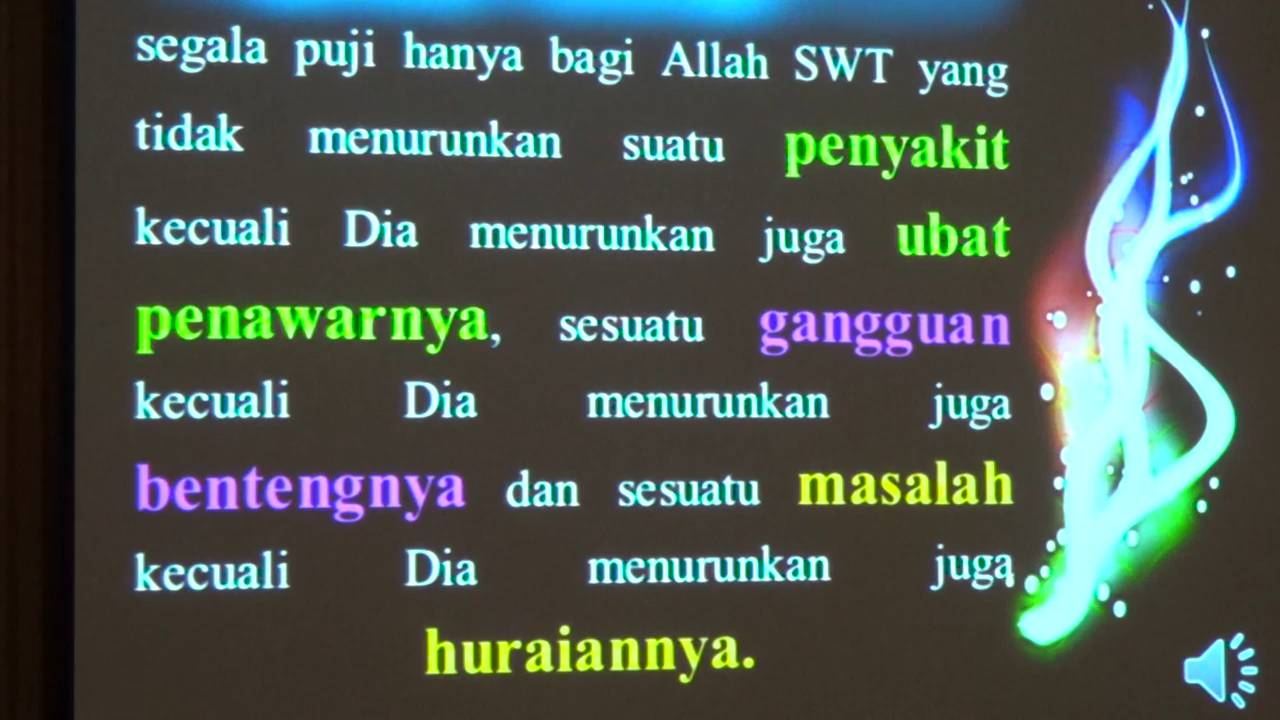 segala puji hanya bagi Allah SWT yang
tidak menurunkan suatu penyakit
kecuali Dia menurunkan juga ubat
penawarnya, sesuatu gangguan
kecuali Dia menurunkan juga
bentengnya dan sesuatu masalah
kecuali Dia menurunkan juga
huraiannya.